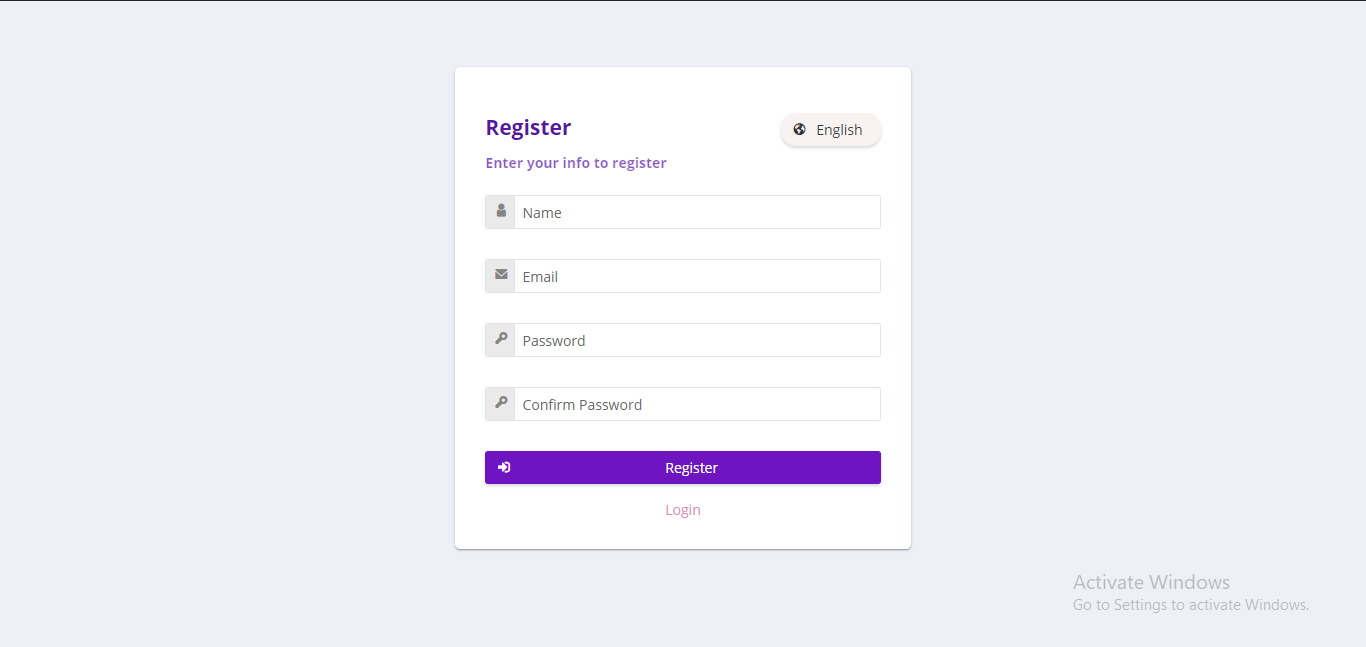 Register
English
Enter your info to register
Name
Email
Password
Confirm Password
Register
Login
Activate Windows
Go to Settings to activate Windows.